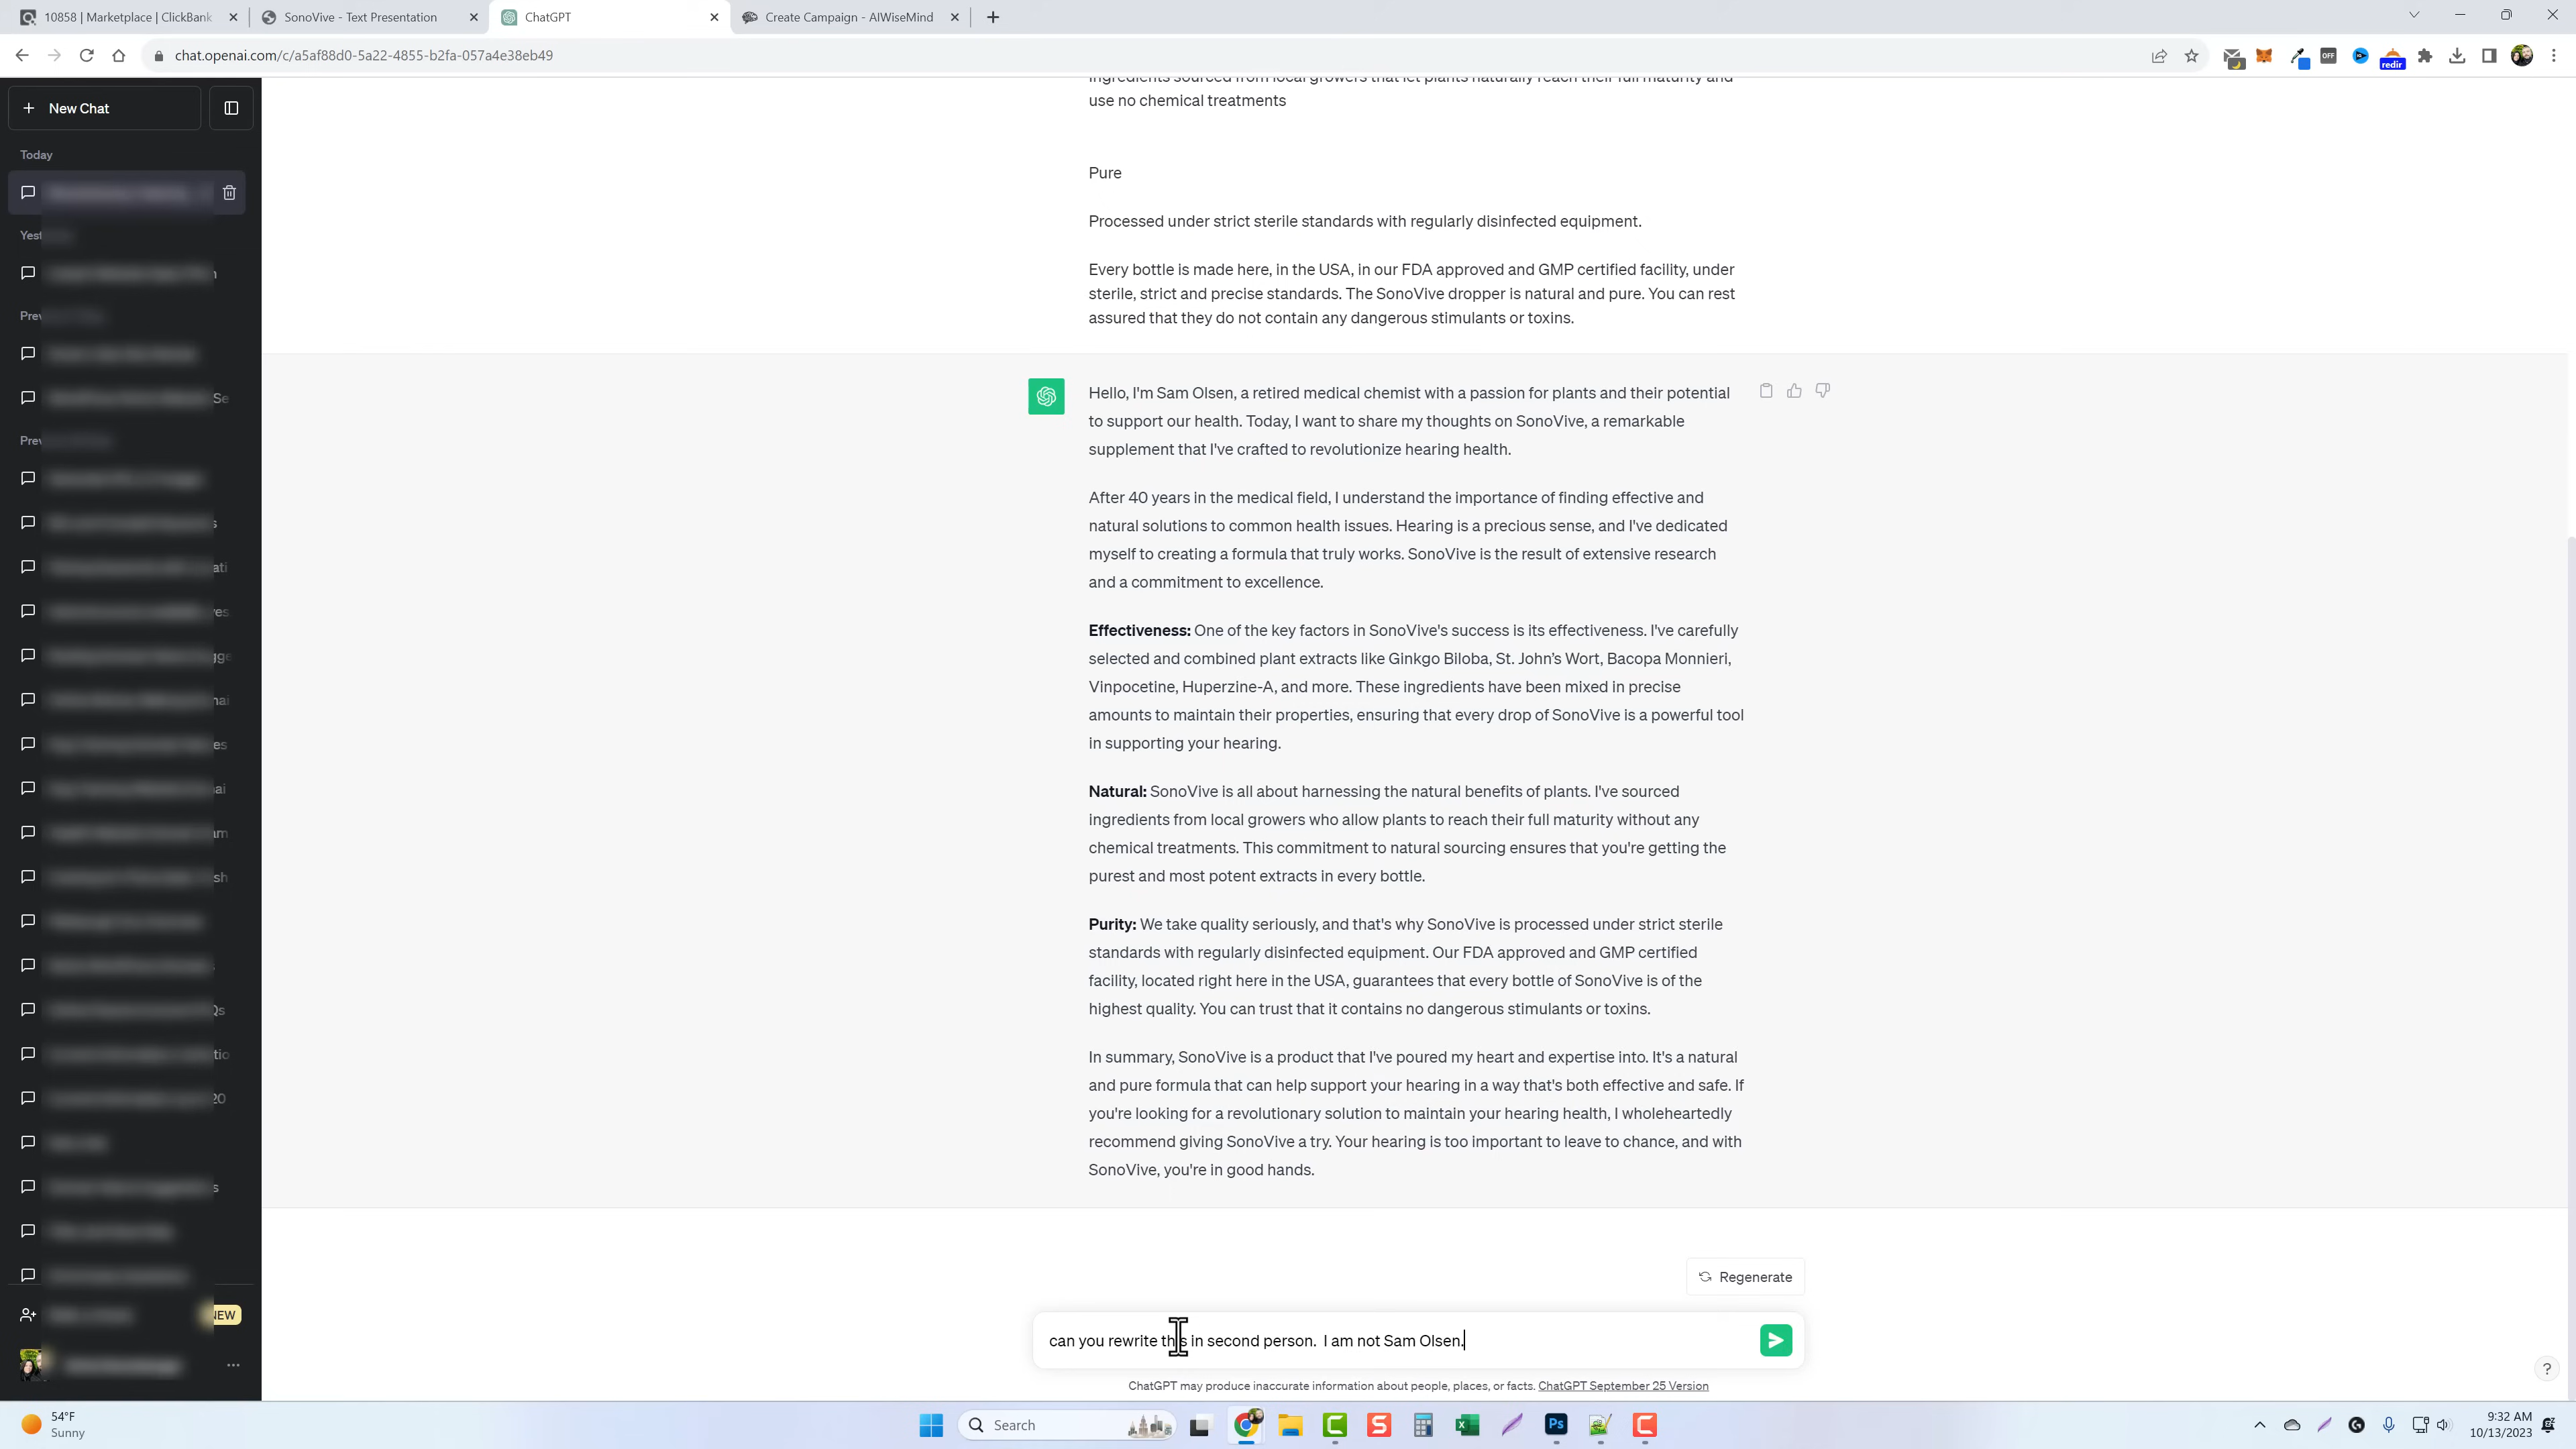 10858 | Marketplace | ClickBank
SonoVive - Text Presentation
ChatGPT
Create Campaign - AIWiseMind
chat.openai.com/c/a5af88d0-5a22-4855-b2fa-057a4e38eb49
OFF
redir
New Chat
Today
ingredients sourced from local growers that let plants naturally reach their full maturity and
use no chemical treatments
Pure
Processed under strict sterile standards with regularly disinfected equipment.
Every bottle is made here, in the USA, in our FDA approved and GMP certified facility, under
sterile, strict and precise standards. The SonoVive dropper is natural and pure. You can rest
assured that they do not contain any dangerous stimulants or toxins.
Hello, I'm Sam Olsen, a retired medical chemist with a passion for plants and their potential
to support our health. Today, I want to share my thoughts on SonoVive, a remarkable
supplement that I've crafted to revolutionize hearing health.
After 40 years in the medical field, I understand the importance of finding effective and
natural solutions to common health issues. Hearing is a precious sense, and I've dedicated
myself to creating a formula that truly works. SonoVive is the result of extensive research
and a commitment to excellence.
Effectiveness: One of the key factors in SonoVive's success is its effectiveness. I've carefully
selected and combined plant extracts like Ginkgo Biloba, St. John’s Wort, Bacopa Monnieri,
Vinpocetine, Huperzine-A, and more. These ingredients have been mixed in precise
amounts to maintain their properties, ensuring that every drop of SonoVive is a powerful tool
in supporting your hearing.
Natural: SonoVive is all about harnessing the natural benefits of plants. I've sourced
ingredients from local growers who allow plants to reach their full maturity without any
chemical treatments. This commitment to natural sourcing ensures that you're getting the
purest and most potent extracts in every bottle.
Purity: We take quality seriously, and that's why SonoVive is processed under strict sterile
standards with regularly disinfected equipment. Our FDA approved and GMP certified
facility, located right here in the USA, guarantees that every bottle of SonoVive is of the
highest quality. You can trust that it contains no dangerous stimulants or toxins.
In summary, SonoVive is a product that I've poured my heart and expertise into. It's a natural
and pure formula that can help support your hearing in a way that's both effective and safe. If
you're looking for a revolutionary solution to maintain your hearing health, I wholeheartedly
recommend giving SonoVive a try. Your hearing is too important to leave to chance, and with
SonoVive, you're in good hands.
Regenerate
NEW
can you rewrite this in second person.  I am not Sam Olsen.
ChatGPT may produce inaccurate information about people, places, or facts. ChatGPT September 25 Version
?
54°F
Sunny
Search
Ps
9:32 AM
10/13/2023